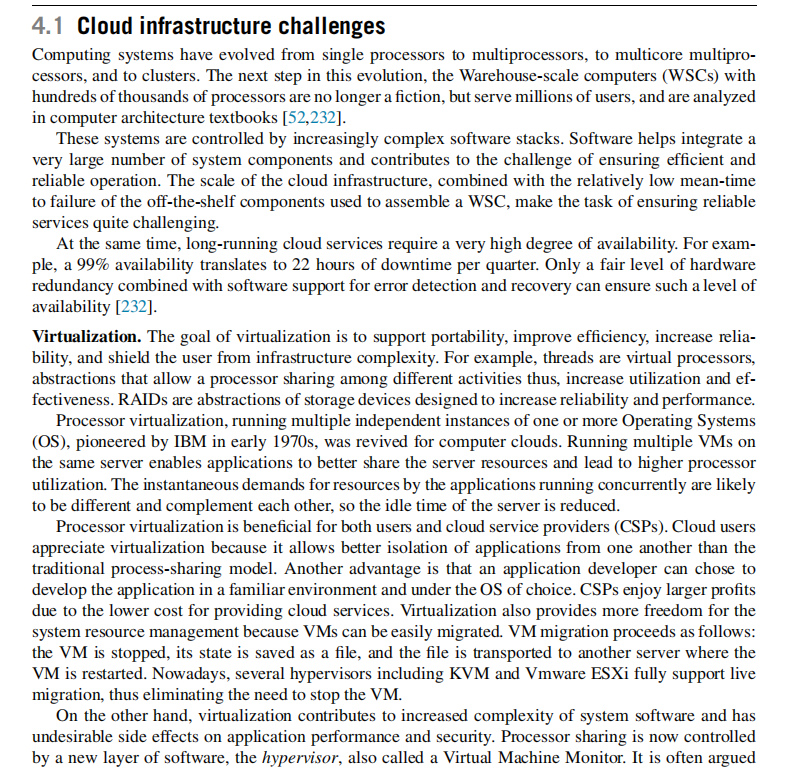 4.1 Cloud infrastructure challenges
Computing systems have evolved from single processors to multiprocessors, to multicore multipro-
cessors, and to clusters. The next step in this evolution, the Warehouse-scale computers (WSCs) with
hundreds of thousands of processors are no longer a fiction, but serve millions of users, and are analyzed
in computer architecture textbooks [52,232].
These systems are controlled by increasingly complex software stacks. Software helps integrate a
very large number of system components and contributes to the challenge of ensuring efficient and
reliable operation. The scale of the cloud infrastructure, combined with the relatively low mean-time
to failure of the off-the-shelf components used to assemble a WSC, make the task of ensuring reliable
services quite challenging.
At the same time, long-running cloud services require a very high degree of availability. For exam-
ple, a 99% availability translates to 22 hours of downtime per quarter. Only a fair level of hardware
redundancy combined with software support for error detection and recovery can ensure such a level of
availability [232].
Virtualization. The goal of virtualization is to support portability, improve efficiency, increase relia-
bility, and shield the user from infrastructure complexity. For example, threads are virtual processors,
abstractions that allow a processor sharing among different activities thus, increase utilization and ef-
fectiveness. RAIDs are abstractions of storage devices designed to increase reliability and performance.
Processor virtualization, running multiple independent instances of one or more Operating Systems
(OS), pioneered by IBM in early 1970s, was revived for computer clouds. Running multiple VMs on
the same server enables applications to better share the server resources and lead to higher processor
utilization. The instantaneous demands for resources by the applications running concurrently are likely
to be different and complement each other, so the idle time of the server is reduced.
Processor virtualization is beneficial for both users and cloud service providers (CSPs). Cloud users
appreciate virtualization because it allows better isolation of applications from one another than the
traditional process-sharing model. Another advantage is that an application developer can chose to
develop the application in a familiar environment and under the OS of choice. CSPs enjoy larger profits
due to the lower cost for providing cloud services. Virtualization also provides more freedom for the
system resource management because VMs can be easily migrated. VM migration proceeds as follows:
the VM is stopped, its state is saved as a file, and the file is transported to another server where the
VM is restarted. Nowadays, several hypervisors including KVM and Vmware ESXi fully support live
migration, thus eliminating the need to stop the VM.
On the other hand, virtualization contributes to increased complexity of system software and has
undesirable side effects on application performance and security. Processor sharing is now controlled
by a new layer of software, the hypervisor, also called a Virtual Machine Monitor. It is often argued